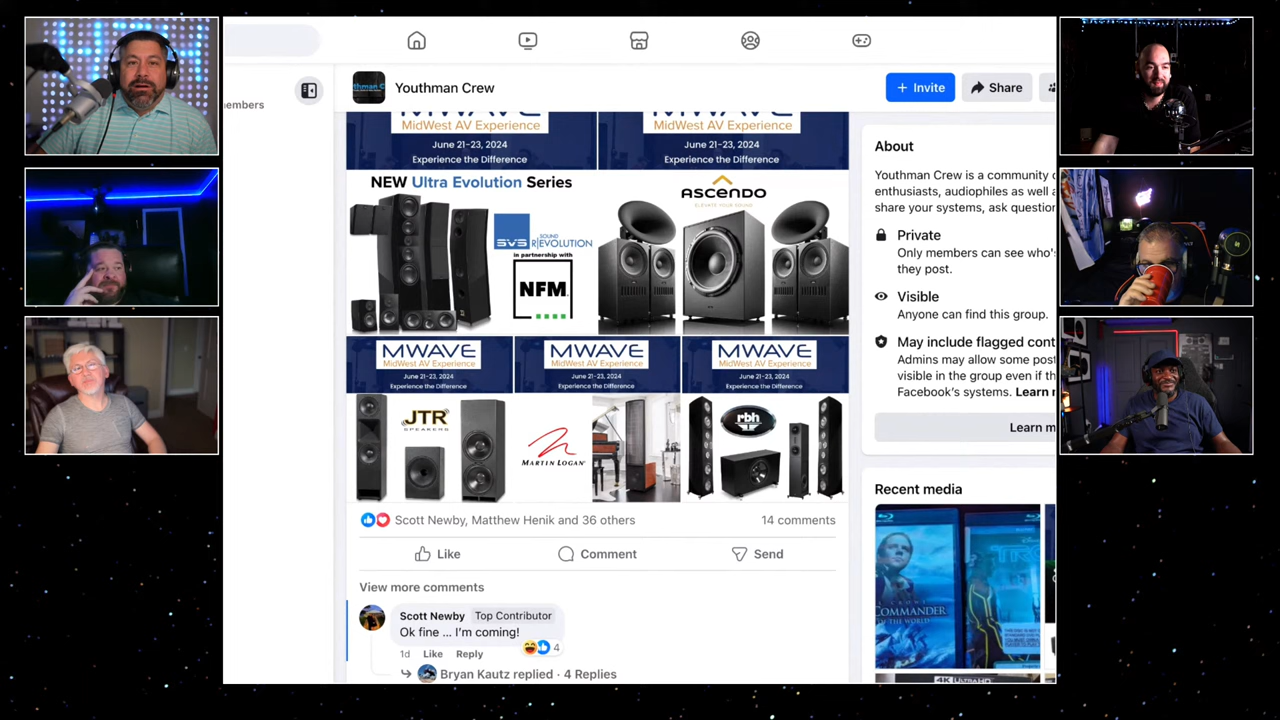 embers
Youthman Crew
+ Invite
Share
MWAVE
MidWest AV Experience
June 21-23, 2024
Experience the Difference
MWAVE
MidWest AV Experience
June 21-23, 2024
Experience the Difference
NEW Ultra Evolution Series
SVS
SOUND
R|EVOLUTION
in partnership with
NFM
ASCENDO
ELEVATE YOUR SOUND
MWAVE
MidWest AV Experience
June 21-23, 2024
Experience the Difference
MWAVE
MidWest AV Experience
June 21-23, 2024
Experience the Difference
MWAVE
MidWest AV Experience
June 21-23, 2024
Experience the Difference
JTR
SPEAKERS
MARTIN LOGAN
rbh
Scott Newby, Matthew Henik and 36 others
14 comments
Like
Comment
Send
View more comments
Scott Newby Top Contributor
Ok fine ... I'm coming!
4
1d Like Reply
Bryan Kautz replied · 4 Replies
About
Youthman Crew is a community
enthusiasts, audiophiles as well
share your systems, ask question
Private
Only members can see who's
they post.
Visible
Anyone can find this group.
May include flagged cont
Admins may allow some post
visible in the group even if th
Facebook's systems. Learn
Learn m
Recent media
COMMANDER
TRO
4K ULTRAHD